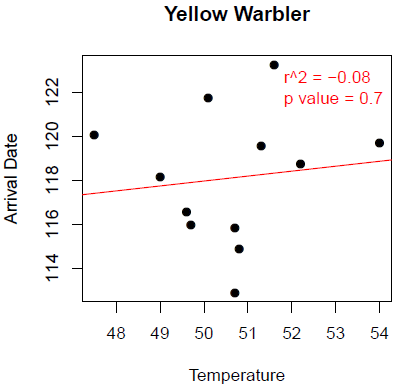 Yellow Warbler
r^2 = −0.08
p value = 0.7
Arrival Date
122
120
118
116
114
48 49 50 51 52 53 54
Temperature